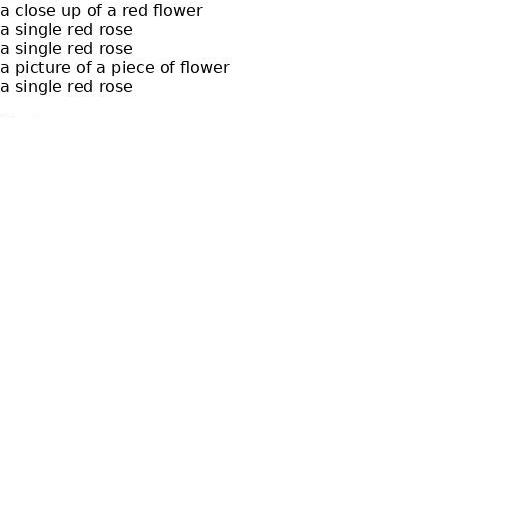 a close up of a red flower
a single red rose
a single red rose
a picture of a piece of flower
a single red rose